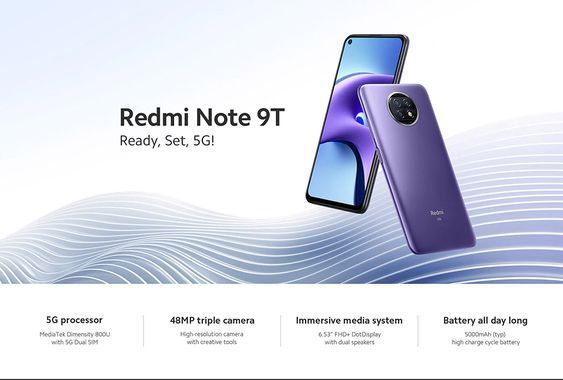 Redmi Note 9T
Ready, Set, 5G!
Redmi
5G processor
MediaTek Dimensity 800U
with 5G Dual SIM
48MP triple camera
High-resolution camera
with creative tools
Immersive media system
6.53" FHD+ DotDisplay
with dual speakers
Battery all day long
5000mAh (typ)
high charge cycle battery